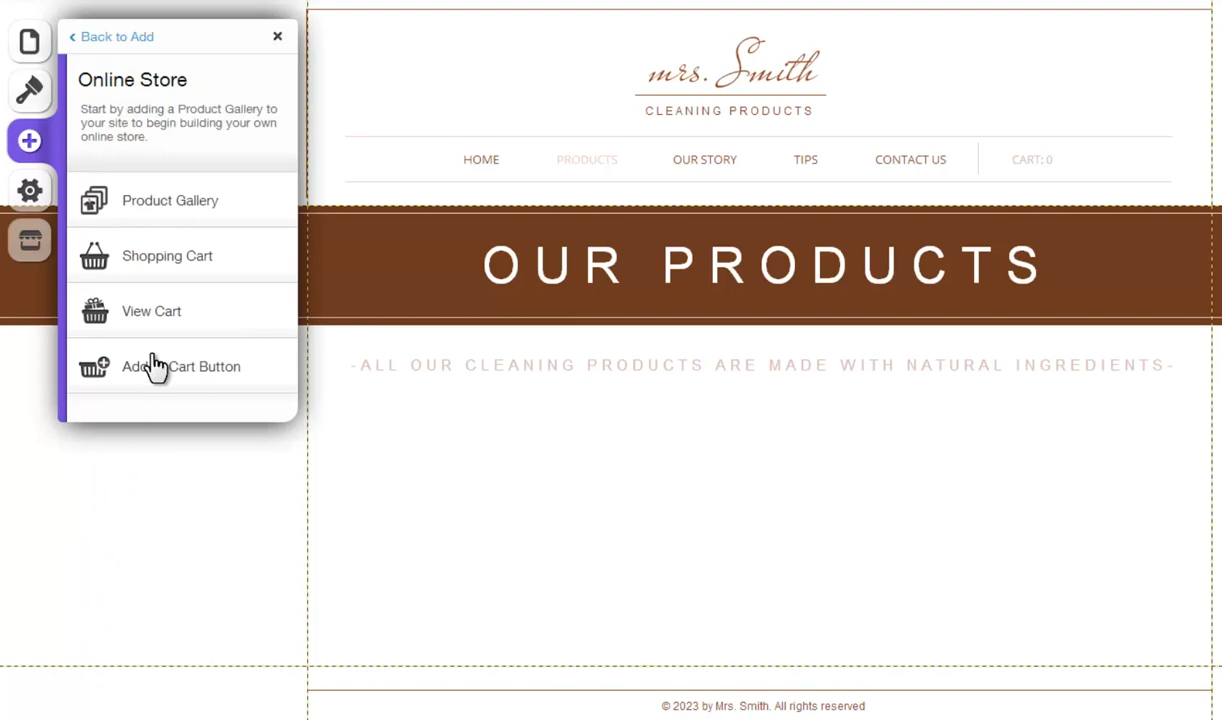 Back to Add
Online Store
Start by adding a Product Gallery to
your site to begin building your own
online store.
Product Gallery
Shopping Cart
View Cart
Add Cart Button
mrs. Smith
CLEANING PRODUCTS
HOME PRODUCTS OUR STORY TIPS CONTACT US CART: 0
OUR PRODUCTS
-ALL OUR CLEANING PRODUCTS ARE MADE WITH NATURAL INGREDIENTS-
© 2023 by Mrs. Smith. All rights reserved